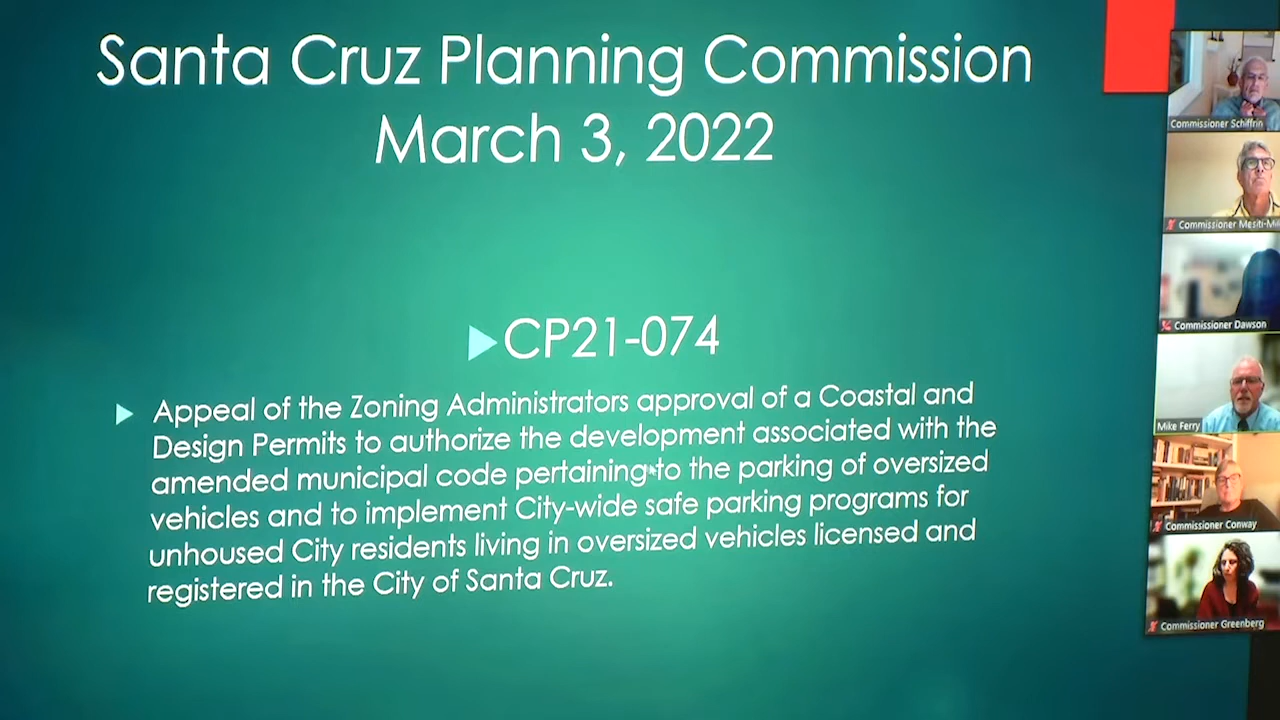 Santa Cruz Planning Commission
March 3, 2022
CP21-074
Appeal of the Zoning Administrators approval of a Coastal and
Design Permits to authorize the development associated with the
amended municipal code pertaining to the parking of oversized
vehicles and to implement City-wide safe parking programs for
unhoused City residents living in oversized vehicles licensed and
registered in the City of Santa Cruz.
Commissioner Schiffrin
Commissioner Mesiti-Mil
Commissioner Dawson
Mike Ferry
Commissioner Conway
Commissioner Greenberg